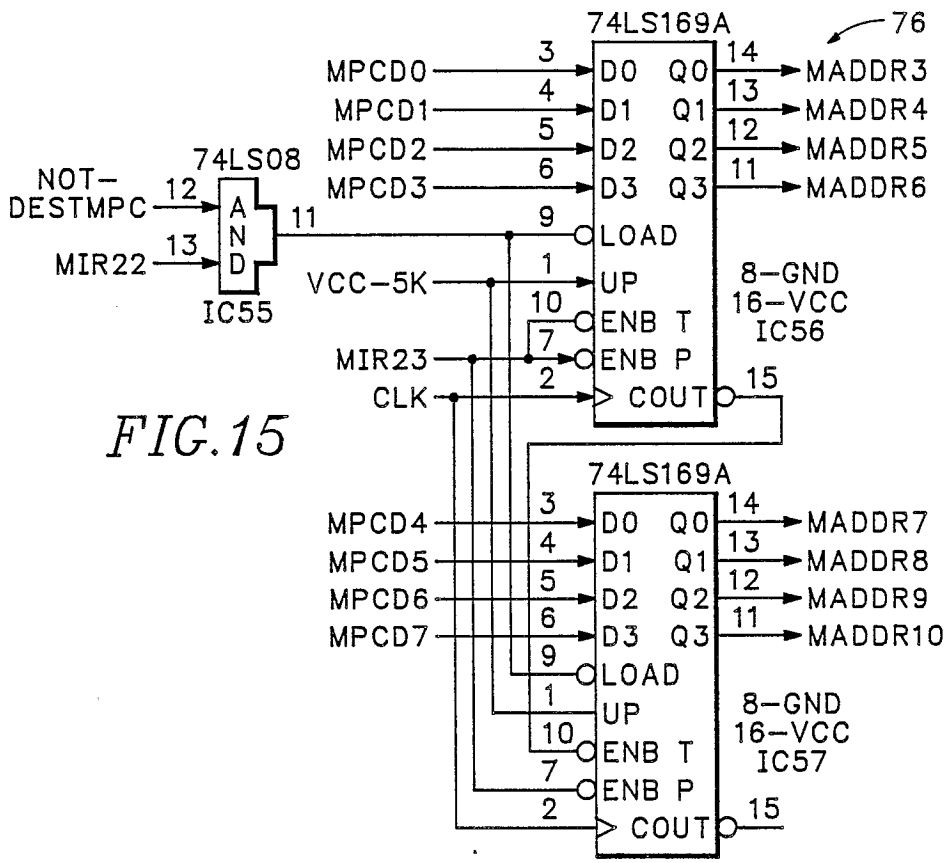 74LS169A
76
MPCD0 3 D0 Q0 14 MADDR3
MPCD1 4 D1 Q1 13 MADDR4
MPCD2 5 D2 Q2 12 MADDR5
MPCD3 6 D3 Q3 11 MADDR6
74LS08
NOT-
DESTMPC 12
MIR22 13
AND
11
IC55
9 LOAD
VCC-5K 1 UP
10 ENB T
MIR23 7 ENB P
CLK 2 COUT 15
8-GND
16-VCC
IC56
FIG.15
74LS169A
MPCD4 3 D0 Q0 14 MADDR7
MPCD5 4 D1 Q1 13 MADDR8
MPCD6 5 D2 Q2 12 MADDR9
MPCD7 6 D3 Q3 11 MADDR10
9 LOAD
1 UP
10 ENB T
7 ENB P
2 COUT 15
8-GND
16-VCC
IC57